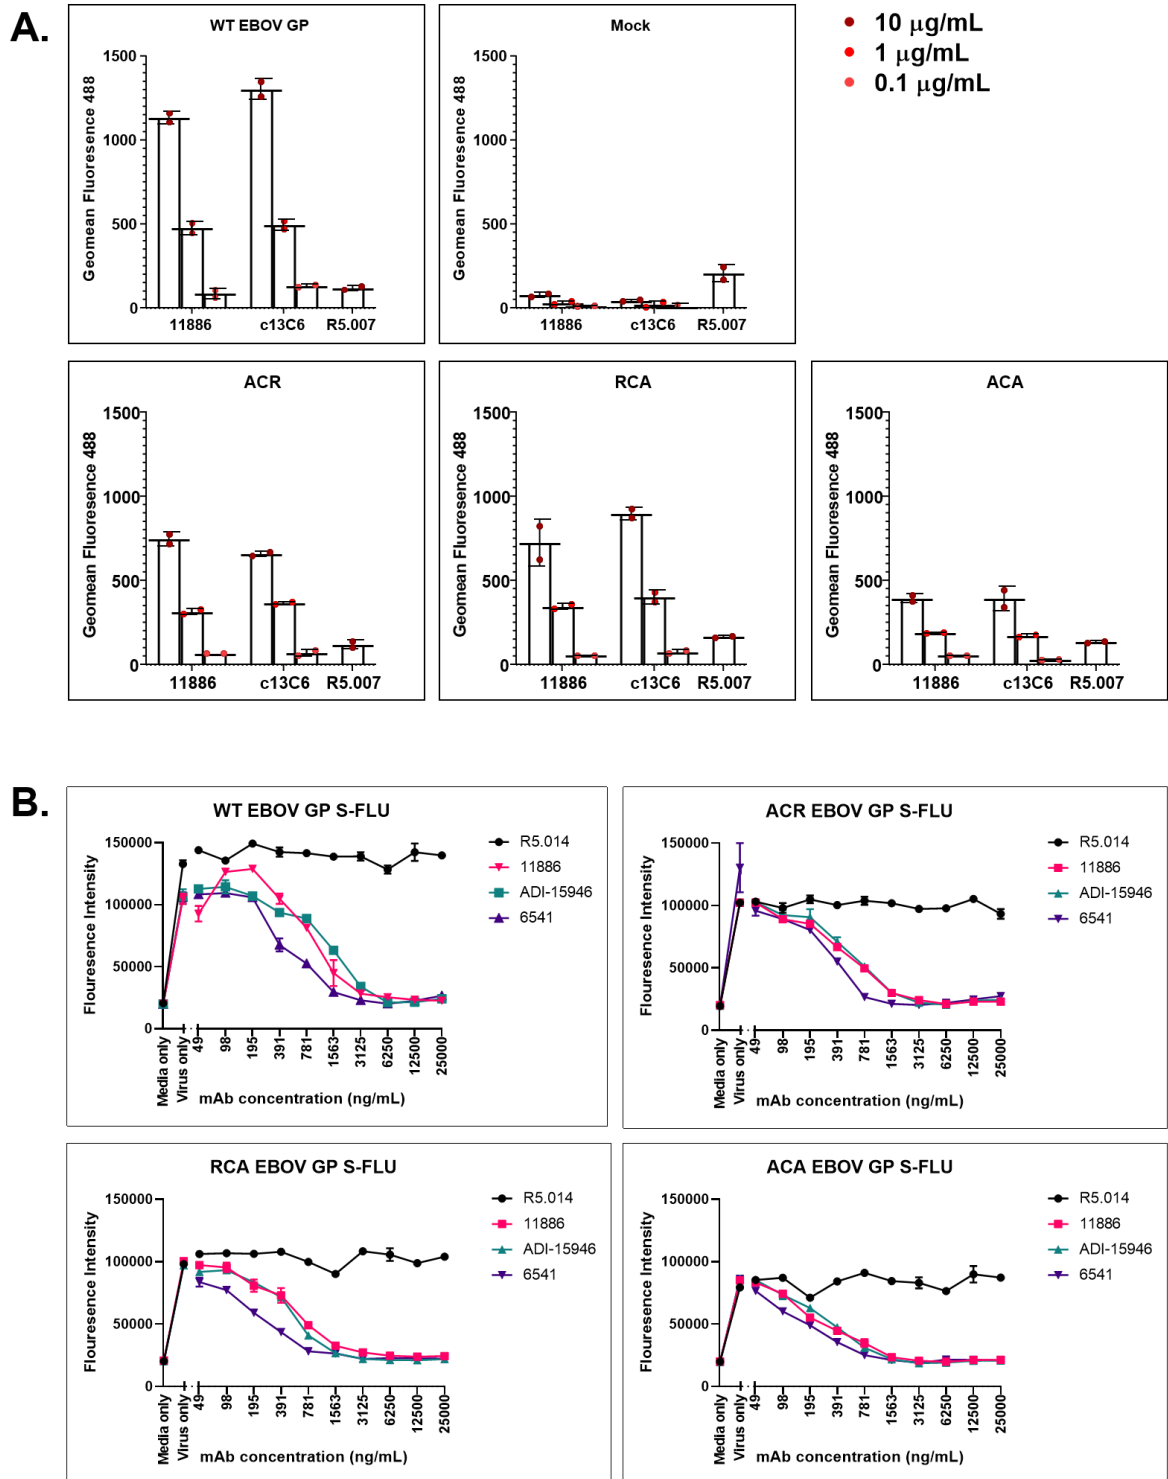 A.
WT EBOV GP
Geomean Fluoresence 488
1500
1000
500
0
11886 c13C6 R5.007
Mock
Geomean Fluoresence 488
1500
1000
500
0
11886 c13C6 R5.007
10 μg/mL
1 μg/mL
0.1 μg/mL
ACR
Geomean Fluoresence 488
1500
1000
500
0
11886 c13C6 R5.007
RCA
Geomean Fluoresence 488
1500
1000
500
0
11886 c13C6 R5.007
ACA
Geomean Fluoresence 488
1500
1000
500
0
11886 c13C6 R5.007
B.
WT EBOV GP S-FLU
Flouresence Intensity
150000
100000
50000
0
Media only Virus only 49 98 195 391 781 1563 3125 6250 12500 25000
mAb concentration (ng/mL)
R5.014
11886
ADI-15946
6541
ACR EBOV GP S-FLU
Flouresence Intensity
150000
100000
50000
0
Media only Virus only 49 98 195 391 781 1563 3125 6250 12500 25000
mAb concentration (ng/mL)
R5.014
11886
ADI-15946
6541
RCA EBOV GP S-FLU
Flouresence Intensity
150000
100000
50000
0
Media only Virus only 49 98 195 391 781 1563 3125 6250 12500 25000
mAb concentration (ng/mL)
R5.014
11886
ADI-15946
6541
ACA EBOV GP S-FLU
Flouresence Intensity
150000
100000
50000
0
Media only Virus only 49 98 195 391 781 1563 3125 6250 12500 25000
mAb concentration (ng/mL)
R5.014
11886
ADI-15946
6541